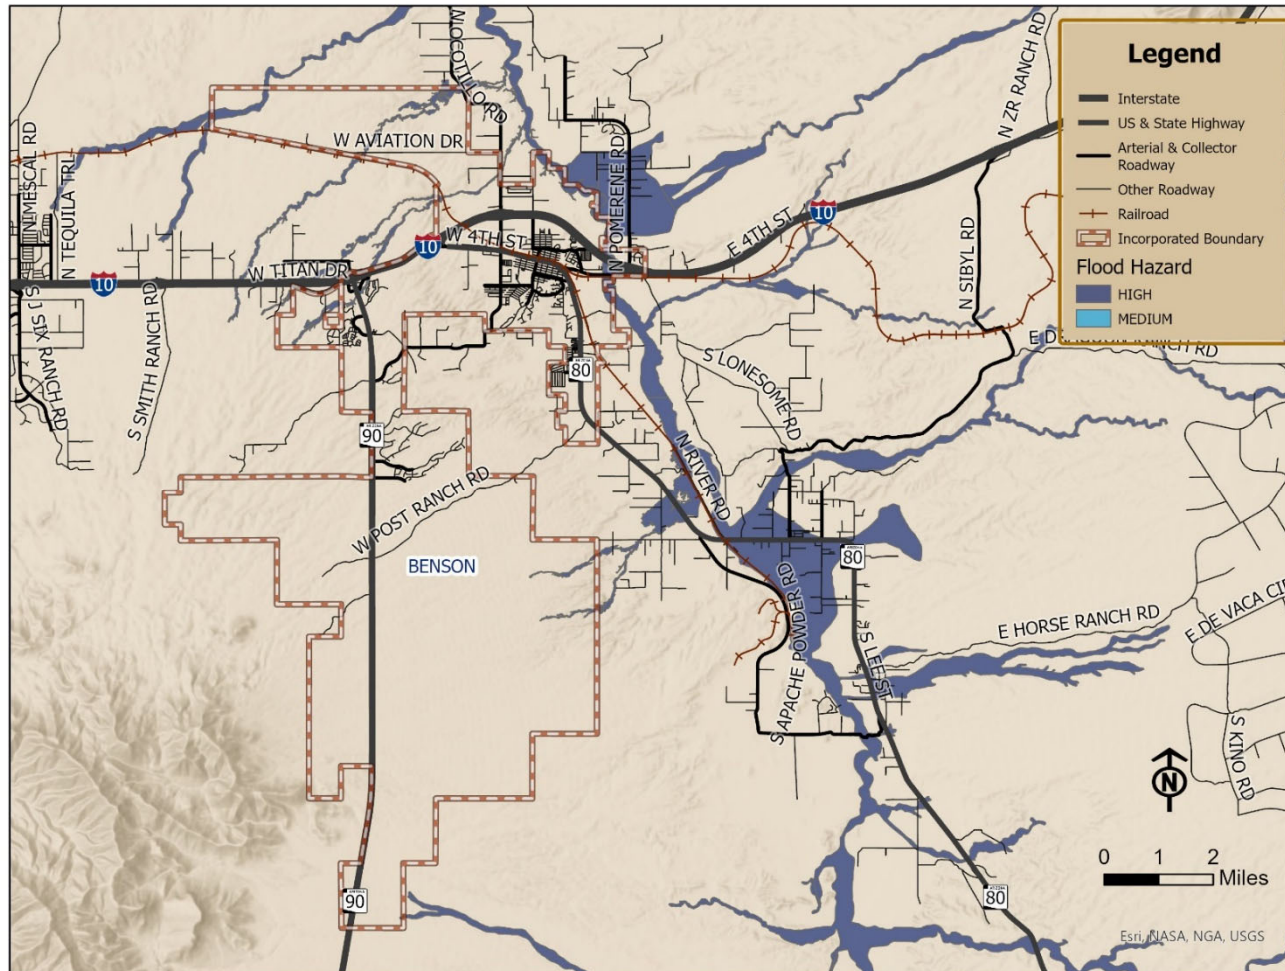 Legend
Interstate
US & State Highway
Arterial & Collector
Roadway
Other Roadway
Railroad
Incorporated Boundary
Flood Hazard
HIGH
MEDIUM
N OCOTILLO RD
N ZR RANCH RD
N MESCAL RD
N TEQUILA TRL
W AVIATION DR
N POMERENE RD
E 4TH ST
10
W 4TH ST
10
N SIBYL RD
W TITAN DR
10
S J SIX RANCH RD
S SMITH RANCH RD
80
S LONESOME RD
90
N RIVER RD
W POST RANCH RD
BENSON
80
S APACHE POWDER RD
S LEE ST
E HORSE RANCH RD
E DE VACA CIR
S KINO RD
N
0 1 2
Miles
90
80
Esri, NASA, NGA, USGS